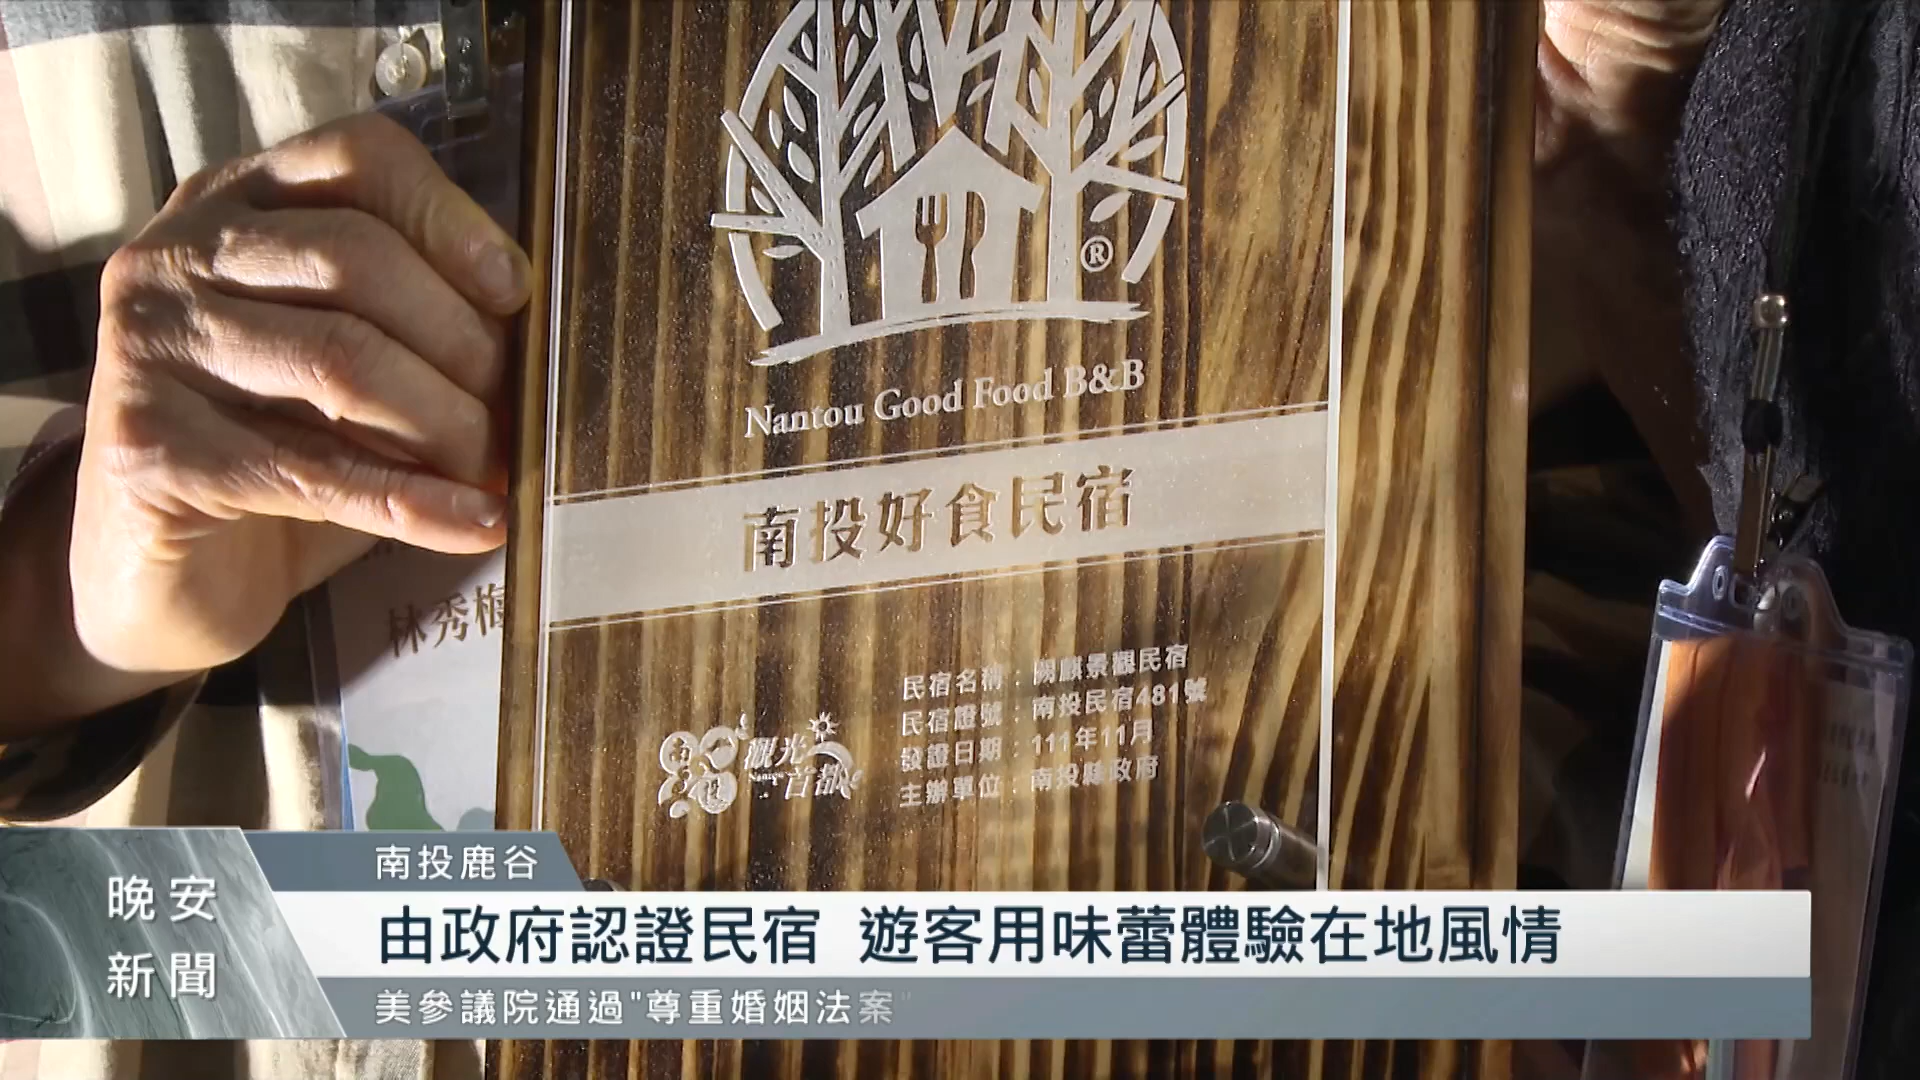 ®
Nantou Good Food B&B
南投好食民宿
林秀梅
民宿名稱：閼麒景觀民宿
民宿證號：南投民宿481號
發證日期：111年11月
主辦單位：南投縣政府
觀光
首都
南投鹿谷
晚安
新聞
由政府認證民宿 遊客用味蕾體驗在地風情
美參議院通過"尊重婚姻法案"